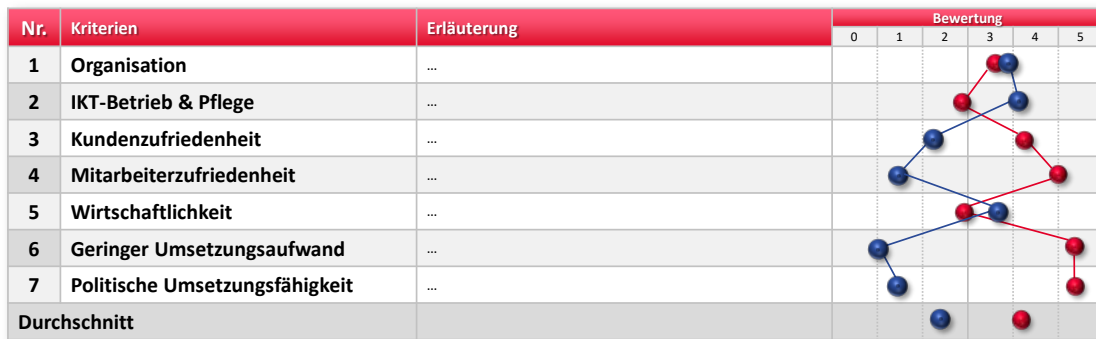 Nr. Kriterien Erläuterung Bewertung
0 1 2 3 4 5
1 Organisation ...
2 IKT-Betrieb & Pflege ...
3 Kundenzufriedenheit ...
4 Mitarbeiterzufriedenheit ...
5 Wirtschaftlichkeit ...
6 Geringer Umsetzungsaufwand ...
7 Politische Umsetzungsfähigkeit ...
Durchschnitt